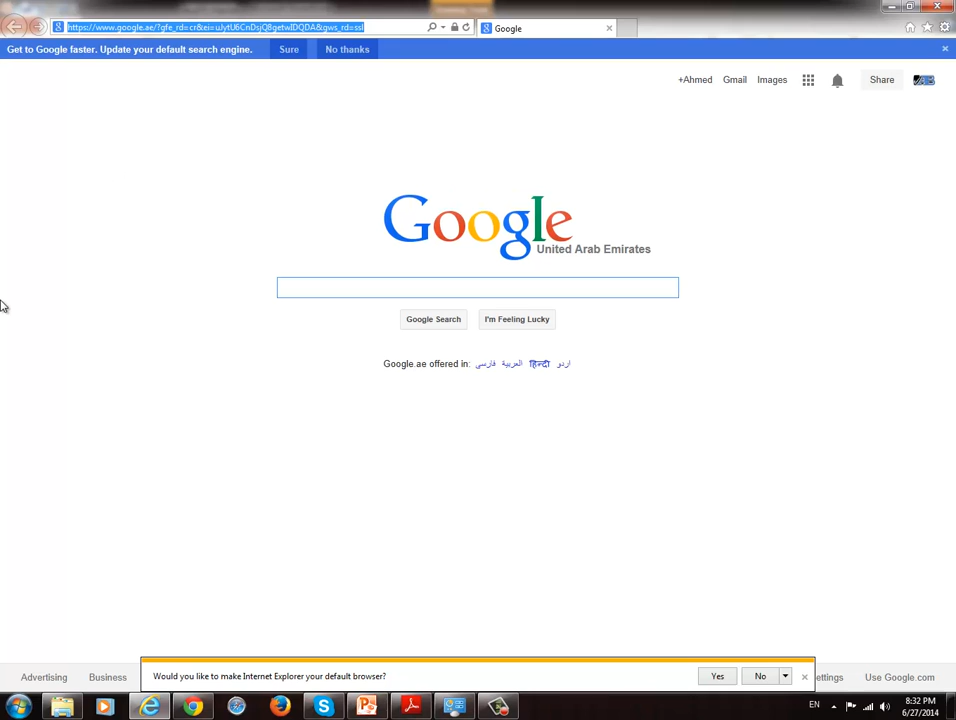 https://www.google.ae/?gfe_rd=cr&ei=uJytU6CnDsjQ8getwIDQDA&gws_rd=ssl
Google
Get to Google faster. Update your default search engine. Sure No thanks
+Ahmed Gmail Images Share
Google
United Arab Emirates
Google Search I'm Feeling Lucky
Google.ae offered in: فارسی العربية हिन्दी اردو
Advertising Business Use Google.com
Would you like to make Internet Explorer your default browser? Yes No
EN 8:32 PM
6/27/2014